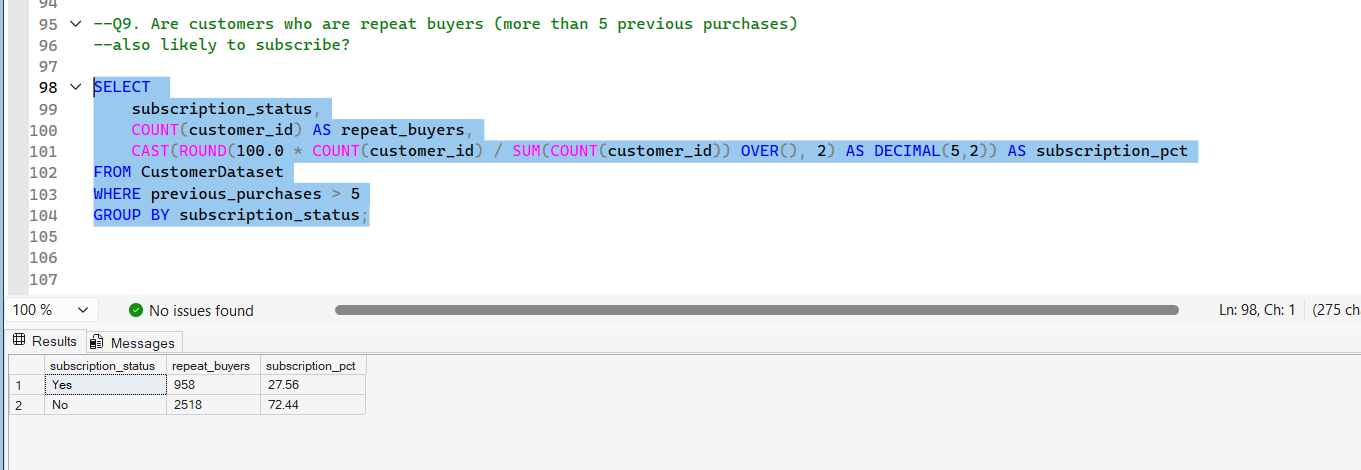 94
95 --Q9. Are customers who are repeat buyers (more than 5 previous purchases)
96 --also likely to subscribe?
97
98 SELECT
99 subscription_status,
100 COUNT(customer_id) AS repeat_buyers,
101 CAST(ROUND(100.0 * COUNT(customer_id) / SUM(COUNT(customer_id)) OVER(), 2) AS DECIMAL(5,2)) AS subscription_pct
102 FROM CustomerDataset
103 WHERE previous_purchases > 5
104 GROUP BY subscription_status;
105
106
107
100 % No issues found Ln: 98, Ch: 1 (275 ch
Results Messages
subscription_status repeat_buyers subscription_pct
1 Yes 958 27.56
2 No 2518 72.44